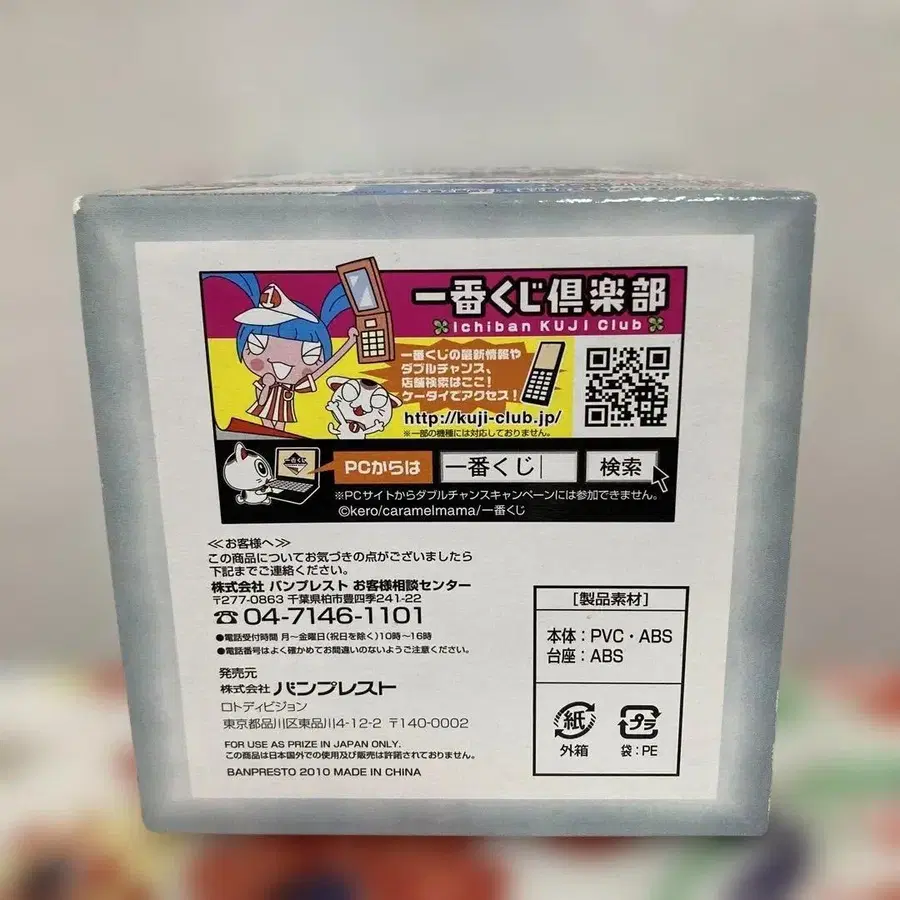 一番くじ倶楽部
Ichiban KUJI Club
1
一番くじの最新情報や
ダブルチャンス、
店舗検索はここ!
ケータイでアクセス!
http://kuji-club.jp/
※一部の機種には対応しておりません。
一番くじ
PCからは
一番くじ
検索
※PCサイトからダブルチャンスキャンペーンには参加できません。
©kero/caramelmama/一番くじ
≪お客様へ≫
この商品についてお気づきの点がございましたら
下記までご連絡ください。
株式会社 バンプレスト お客様相談センター
〒277-0863 千葉県柏市豊四季241-22
☎04-7146-1101
●電話受付時間 月～金曜日(祝日を除く)10時～16時
●電話番号はよく確かめてお間違いのないようご注意ください。
発売元
株式会社 バンプレスト
ロトディビジョン
東京都品川区東品川4-12-2 〒140-0002
FOR USE AS PRIZE IN JAPAN ONLY.
この商品は日本国外での使用及び販売は許諾されておりません。
BANPRESTO 2010 MADE IN CHINA
[製品素材]
本体：PVC・ABS
台座：ABS
紙
外箱
プラ
袋：PE